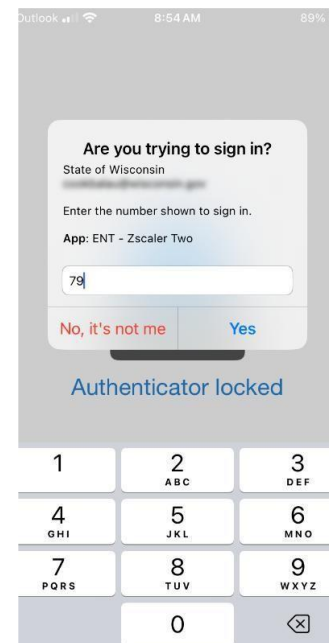 Outlook 8:54 AM 89%
Are you trying to sign in?
State of Wisconsin
Enter the number shown to sign in.
App: ENT - Zscaler Two
79
No, it's not me Yes
Authenticator locked
1 2 3
ABC DEF
4 5 6
GHI JKL MNO
7 8 9
PQRS TUV WXYZ
0